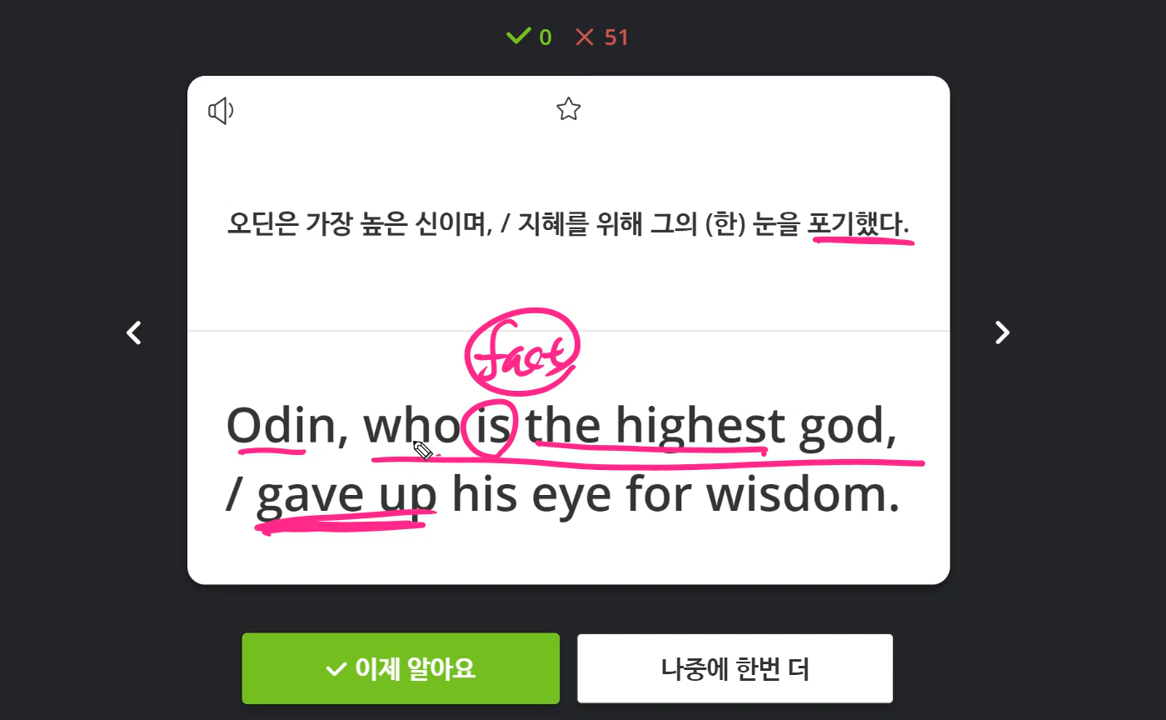 0 51
오딘은 가장 높은 신이며, / 지혜를 위해 그의 (한) 눈을 포기했다.
fact
Odin, who is the highest god,
/ gave up his eye for wisdom.
이제 알아요 나중에 한번 더